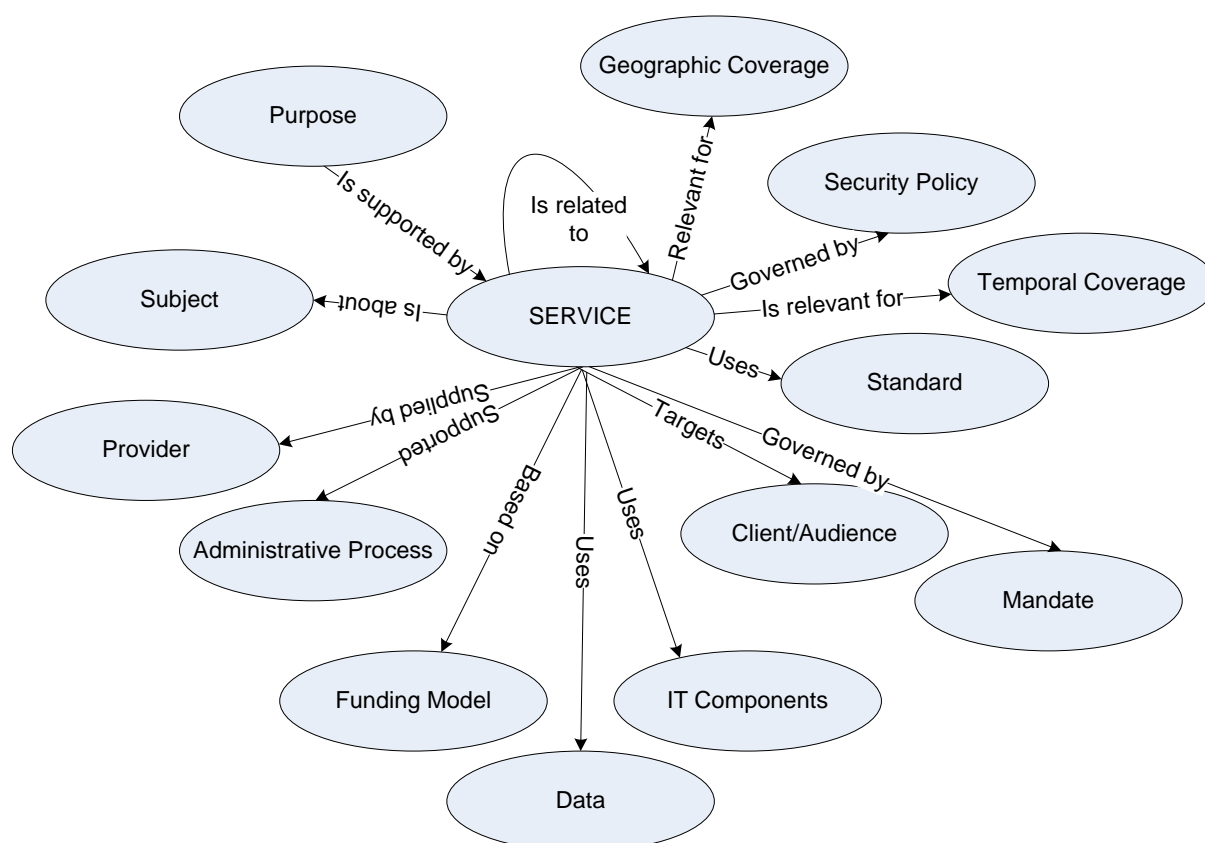 Geographic Coverage
Purpose
Relevant for
Is supported by
Security Policy
Is related
to
Governed by
Temporal Coverage
Subject
Is about
SERVICE
Is relevant for
Uses
Standard
Supplied by
Provider
Supported
Targets
Governed by
Based on
Uses
Uses
Client/Audience
Administrative Process
Mandate
Funding Model
IT Components
Data